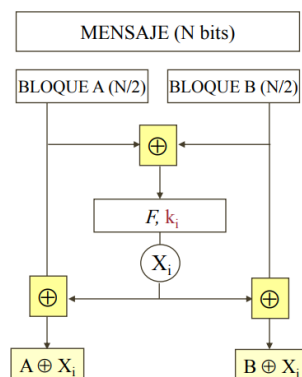 MENSAJE (N bits)
BLOQUE A (N/2) BLOQUE B (N/2)
⊕
F, kᵢ
Xᵢ
⊕ ⊕
A ⊕ Xᵢ B ⊕ Xᵢ